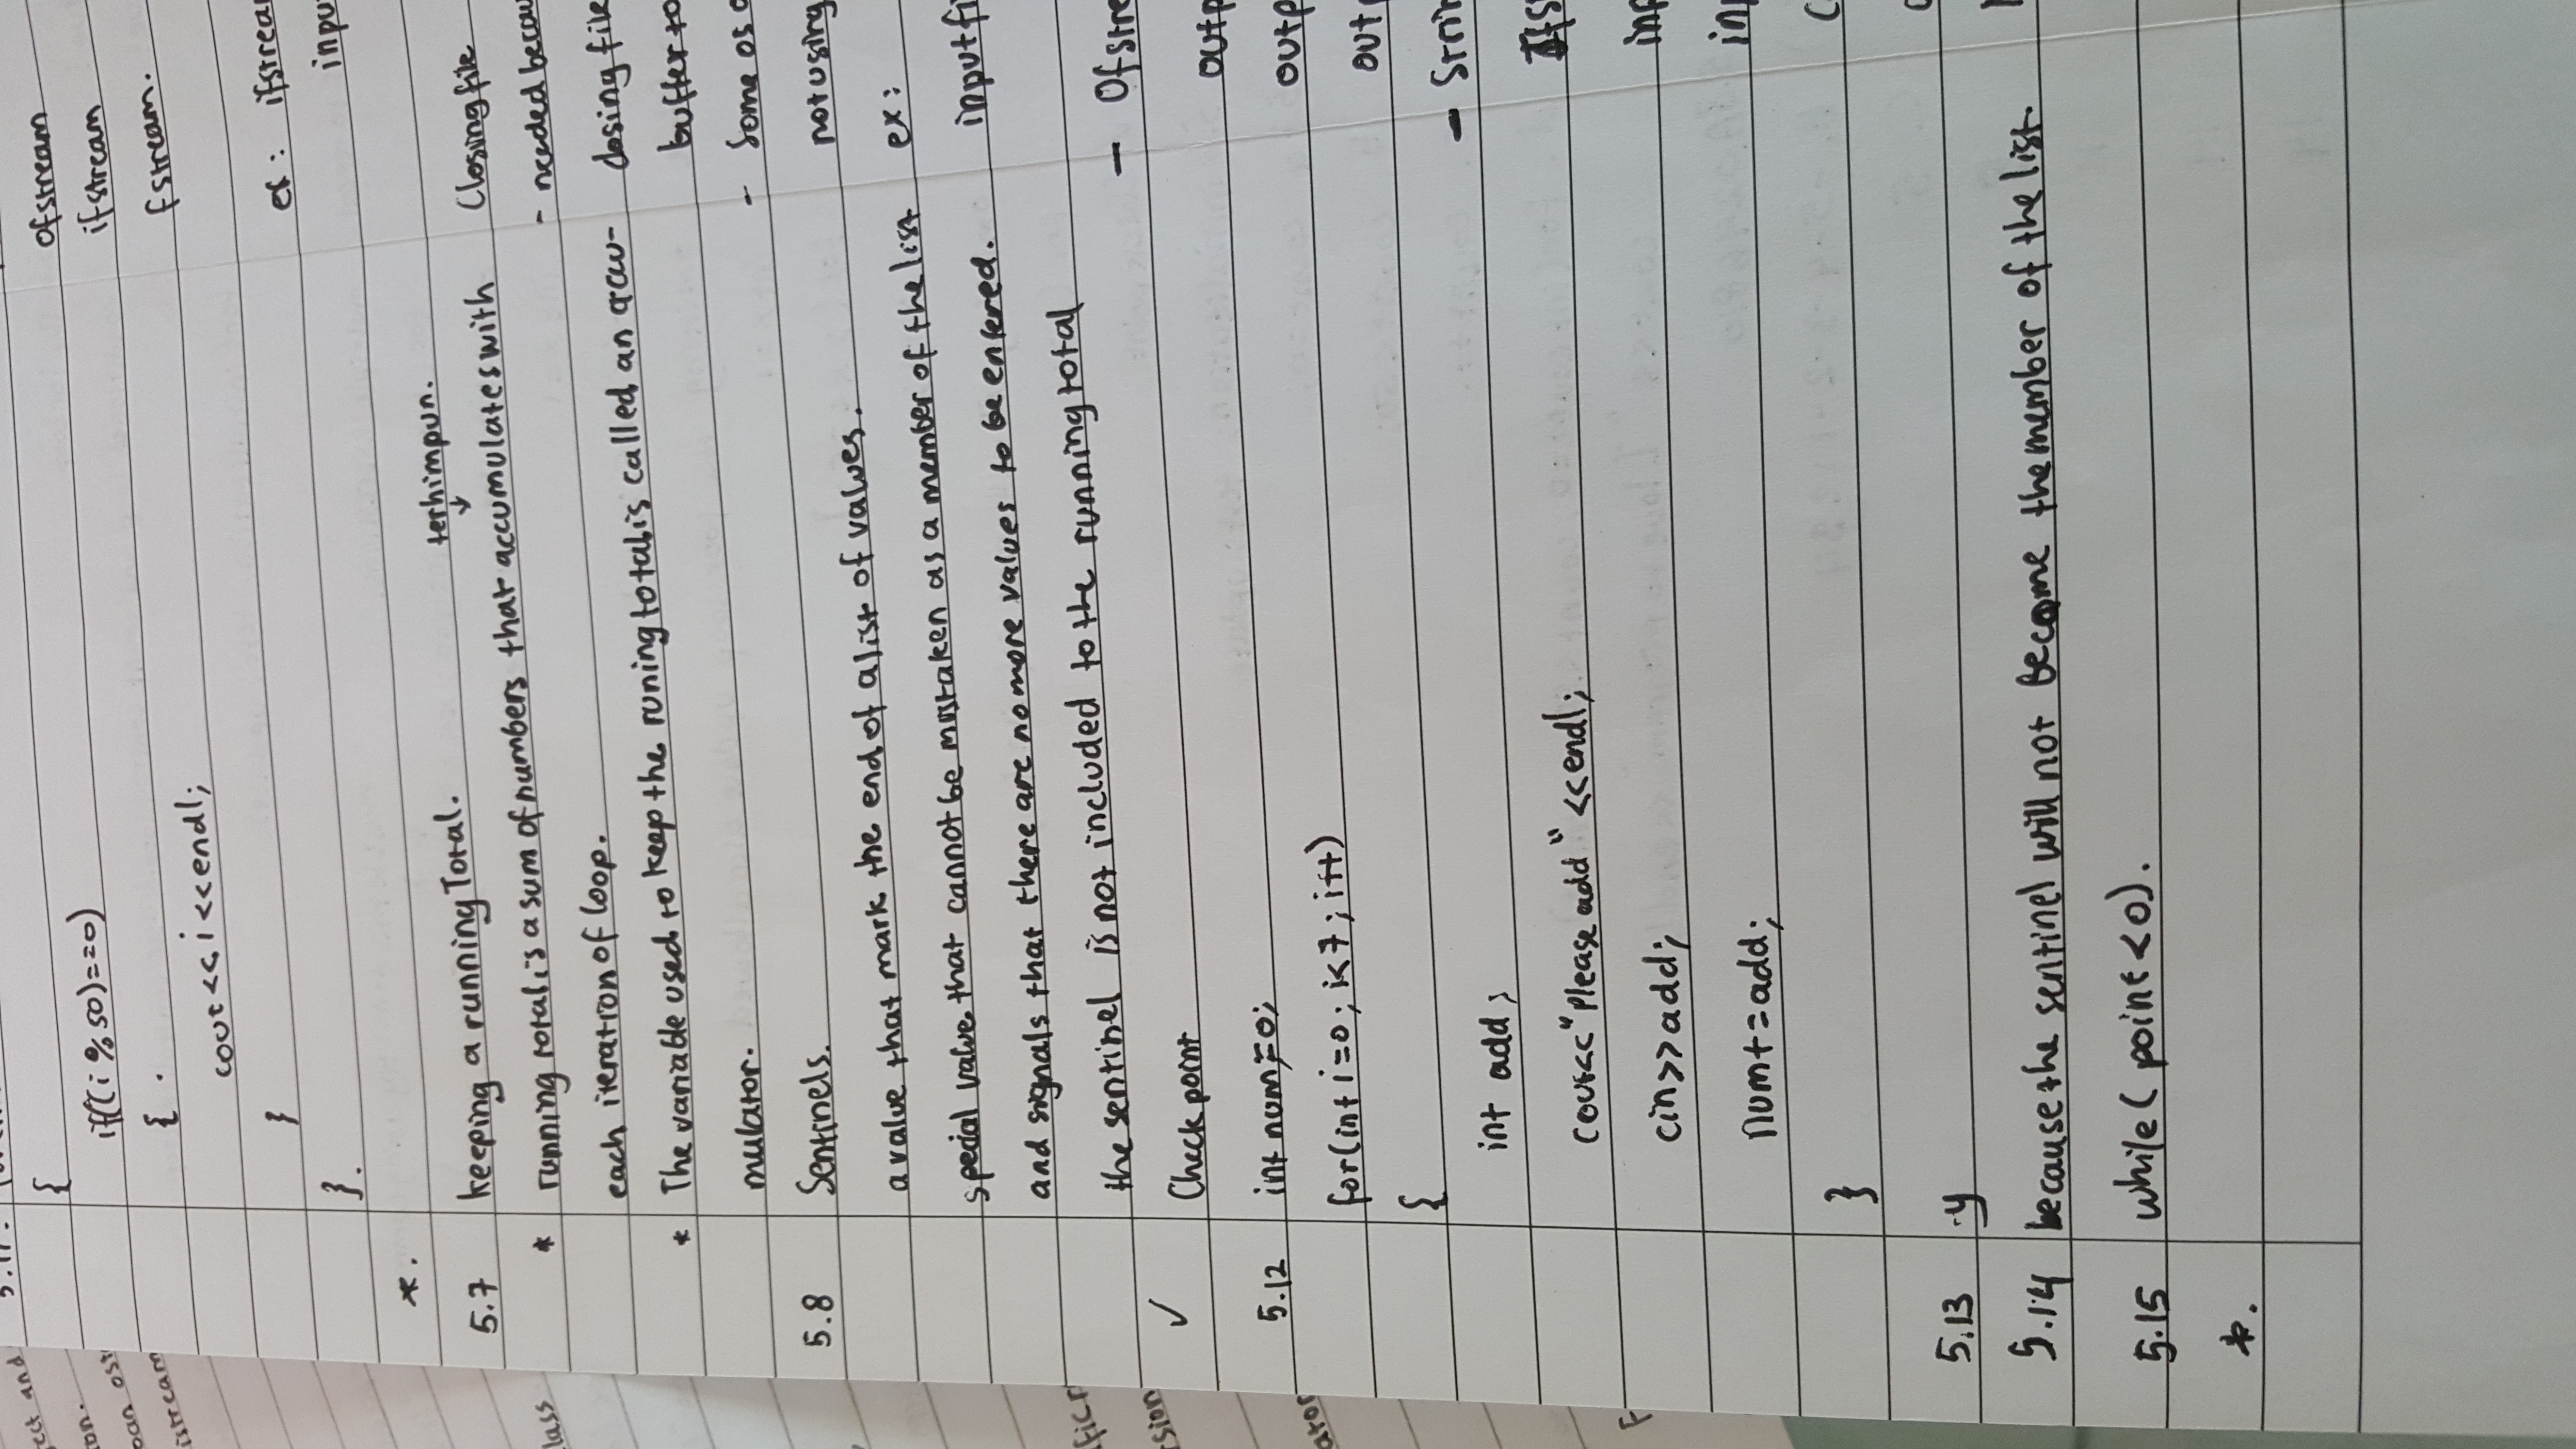 ect and
ion.
istream
lass
sion
ator
F
{
if((i % 50)==0)
{ .
cout<<i<<endl;
}
}.
*.
5.7 keeping a running Total.
terhimpun.
↓
* running total is a sum of numbers that accumulates with
each iteration of loop.
* The variable used to keep the runing total is called an accu-
mulator.
5.8 Sentinels.
a value that mark the end of a list of values.
special value that cannot be mistaken as a member of the list
and signals that there are no more values to be entered.
the sentinel is not included to the running total
✓ Check point
5.12 int num=0;
for(int i=0; i<7; i++)
{
int add;
cout<<"Please add"<<endl;
cin>>add;
num+=add;
}
5.13 y
5.14 because the sentinel will not become the member of the list.
5.15 while( point<0).
*.
ofstream
ifstream
fstream.
ex: ifstrea
inpu
Closing file
- needed becau
closing file
buffer to
- Some os
not using
ex:
input fi
- Ofstre
outp
outp
out
- Strin
inp